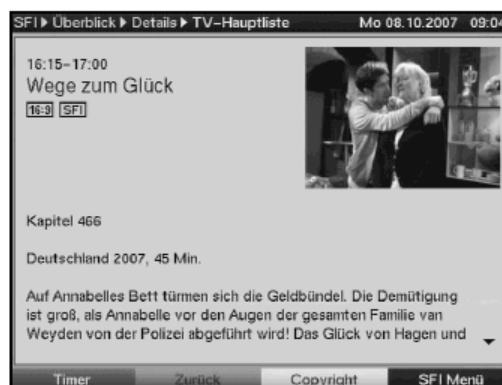 SFI▶ Überblick▶ Details▶ TV-Hauptliste Mo 08.10.2007 09:04
16:15-17:00
Wege zum Glück
16:9 SFI
Kapitel 466
Deutschland 2007, 45 Min.
Auf Annabelles Bett türmen sich die Geldbündel. Die Demütigung
ist groß, als Annabelle vor den Augen der gesamten Familie van
Weyden von der Polizei abgeführt wird! Das Glück von Hagen und
Timer Zurück Copyright SFI Menü